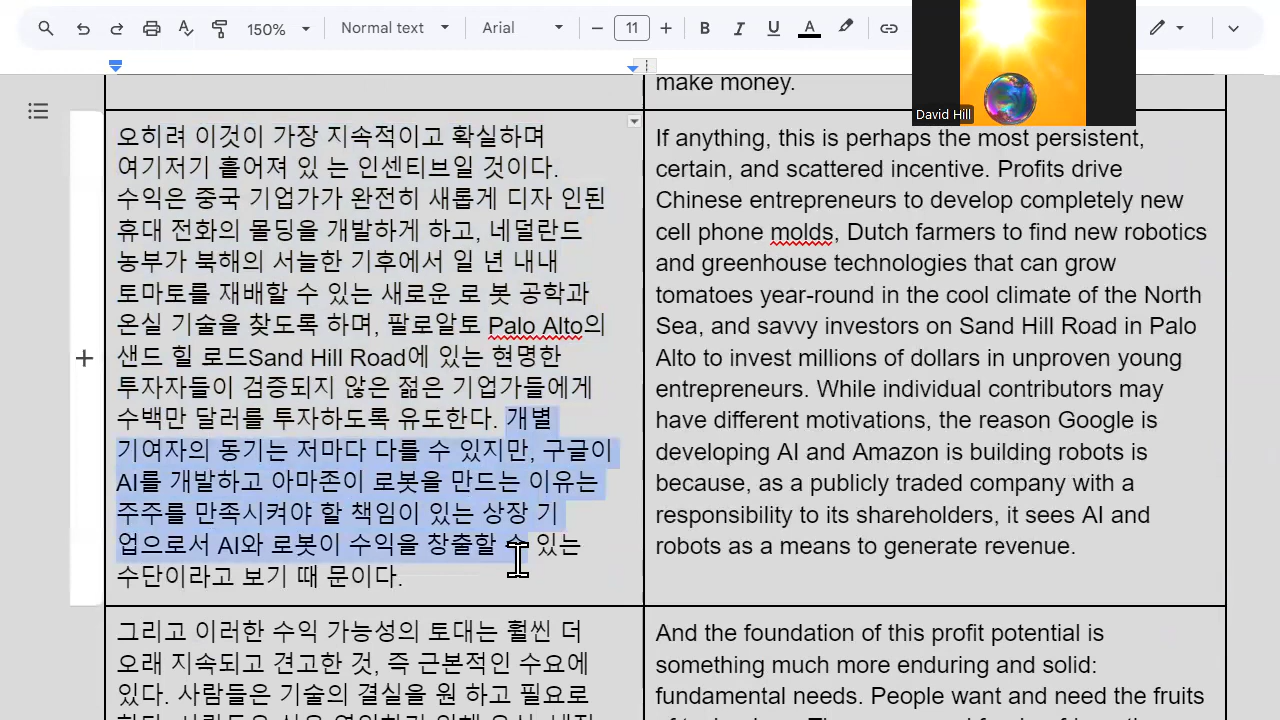 150%
Normal text
Arial
11
B
I
U
A
David Hill
make money.
오히려 이것이 가장 지속적이고 확실하며
여기저기 흩어져 있 는 인센티브일 것이다.
수익은 중국 기업가가 완전히 새롭게 디자 인된
휴대 전화의 몰딩을 개발하게 하고, 네덜란드
농부가 북해의 서늘한 기후에서 일 년 내내
토마토를 재배할 수 있는 새로운 로 봇 공학과
온실 기술을 찾도록 하며, 팔로알토 Palo Alto의
샌드 힐 로드Sand Hill Road에 있는 현명한
투자자들이 검증되지 않은 젊은 기업가들에게
수백만 달러를 투자하도록 유도한다. 개별
기여자의 동기는 저마다 다를 수 있지만, 구글이
AI를 개발하고 아마존이 로봇을 만드는 이유는
주주를 만족시켜야 할 책임이 있는 상장 기
업으로서 AI와 로봇이 수익을 창출할 수 있는
수단이라고 보기 때 문이다.
If anything, this is perhaps the most persistent,
certain, and scattered incentive. Profits drive
Chinese entrepreneurs to develop completely new
cell phone molds, Dutch farmers to find new robotics
and greenhouse technologies that can grow
tomatoes year-round in the cool climate of the North
Sea, and savvy investors on Sand Hill Road in Palo
Alto to invest millions of dollars in unproven young
entrepreneurs. While individual contributors may
have different motivations, the reason Google is
developing AI and Amazon is building robots is
because, as a publicly traded company with a
responsibility to its shareholders, it sees AI and
robots as a means to generate revenue.
그리고 이러한 수익 가능성의 토대는 훨씬 더
오래 지속되고 견고한 것, 즉 근본적인 수요에
있다. 사람들은 기술의 결실을 원 하고 필요로
And the foundation of this profit potential is
something much more enduring and solid:
fundamental needs. People want and need the fruits